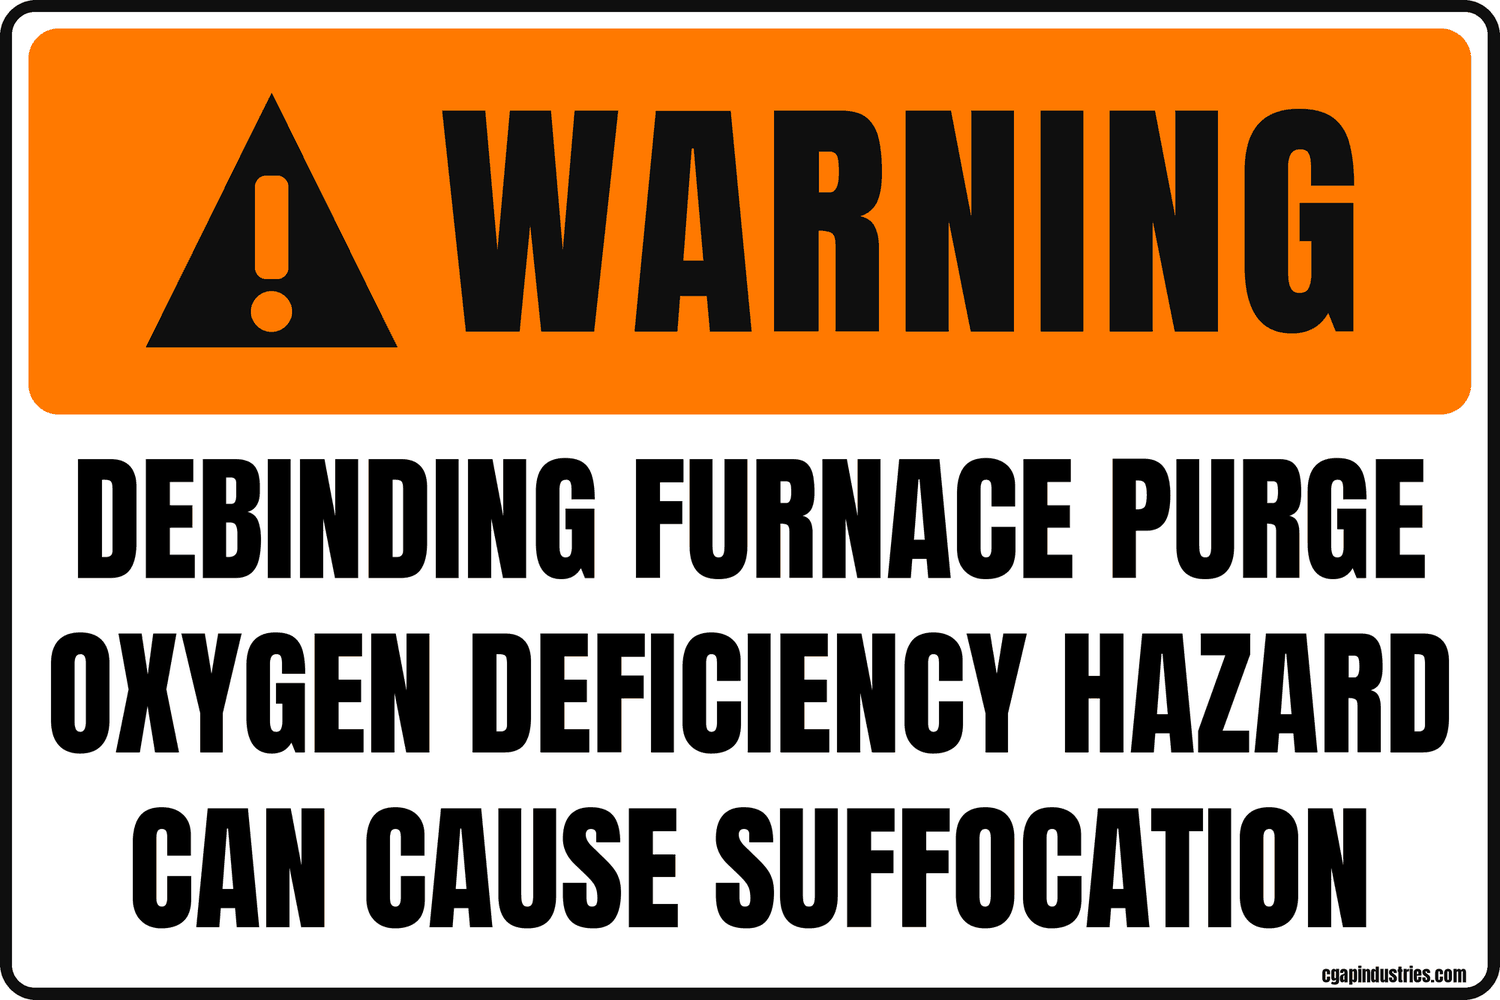 WARNING
DEBINDING FURNACE PURGE
OXYGEN DEFICIENCY HAZARD
CAN CAUSE SUFFOCATION
cgapindustries.com